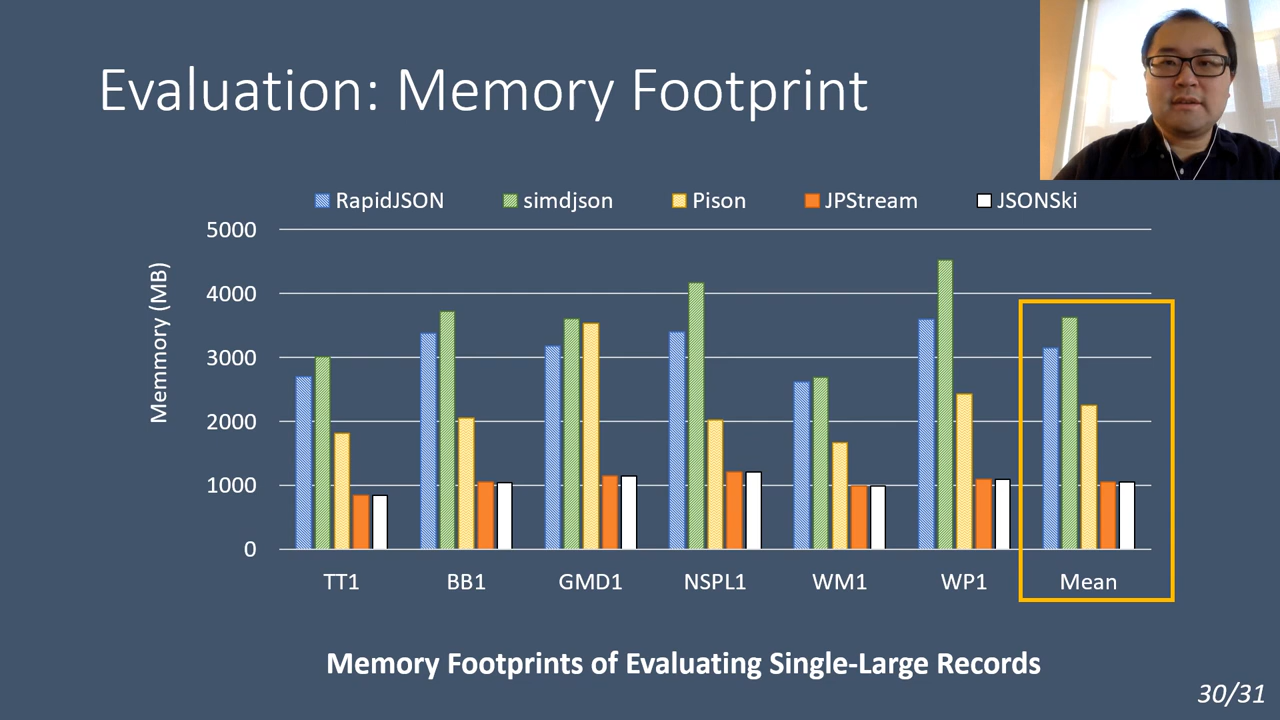 Evaluation: Memory Footprint
RapidJSON simdjson Pison JPStream JSONSki
Memmory (MB)
5000
4000
3000
2000
1000
0
TT1 BB1 GMD1 NSPL1 WM1 WP1 Mean
Memory Footprints of Evaluating Single-Large Records
30/31